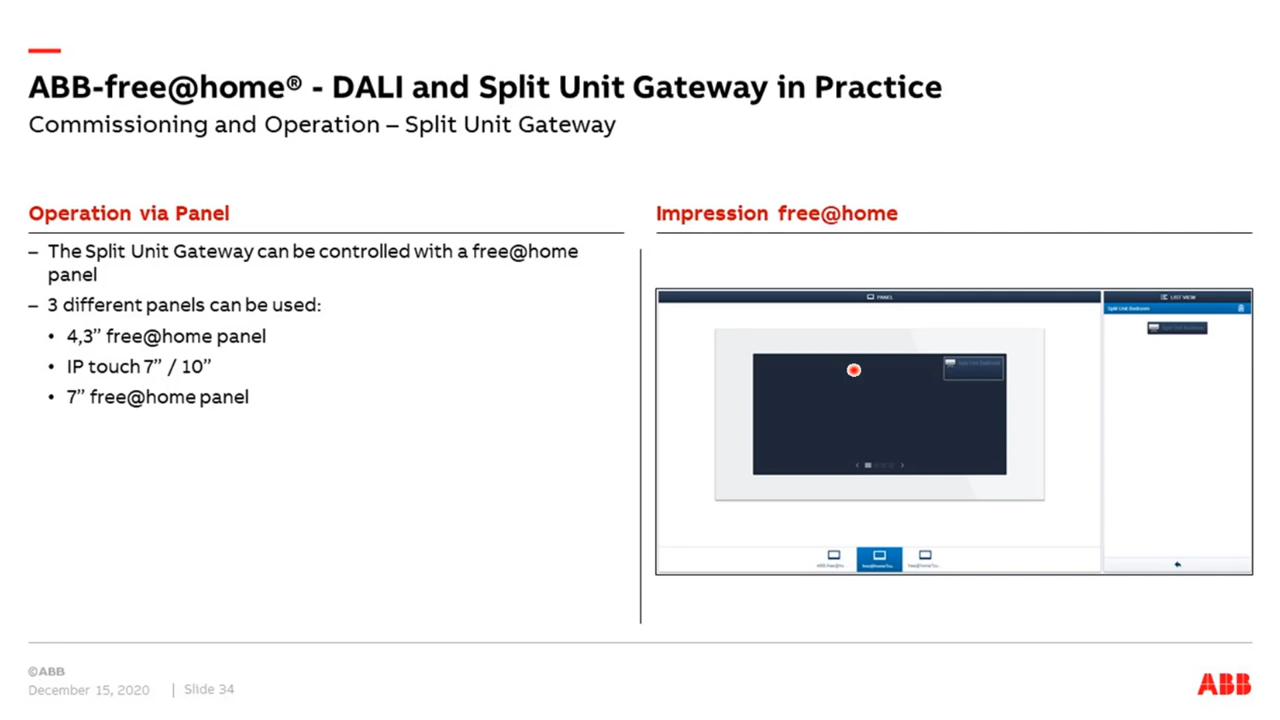 ABB-free@home® - DALI and Split Unit Gateway in Practice
Commissioning and Operation – Split Unit Gateway
Operation via Panel
– The Split Unit Gateway can be controlled with a free@home
panel
– 3 different panels can be used:
• 4,3” free@home panel
• IP touch 7” / 10”
• 7” free@home panel
Impression free@home
PANEL
LIST VIEW
Split Unit Bedroom
©ABB
December 15, 2020 | Slide 34
ABB